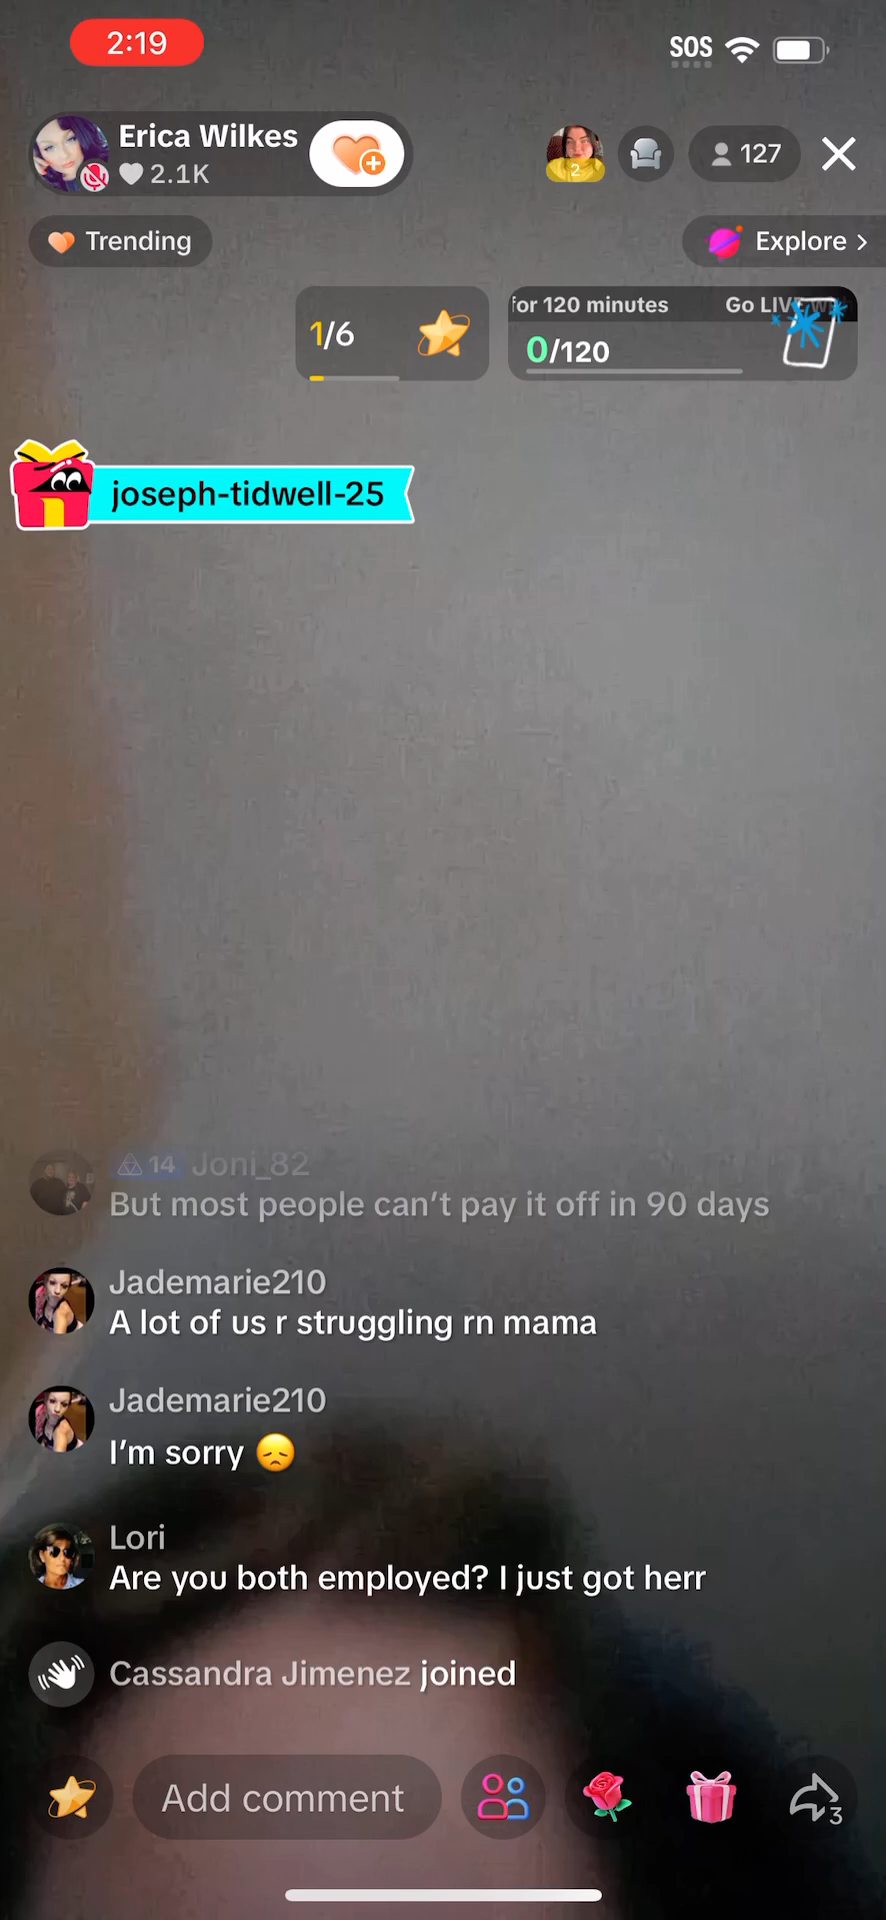 2:19
SOS
Erica Wilkes
2.1K
2
127
Trending
Explore >
1/6
for 120 minutes Go LIVE
0/120
joseph-tidwell-25
14 Joni_82
But most people can't pay it off in 90 days
Jademarie210
A lot of us r struggling rn mama
Jademarie210
I'm sorry 😞
Lori
Are you both employed? I just got herr
Cassandra Jimenez joined
Add comment
3